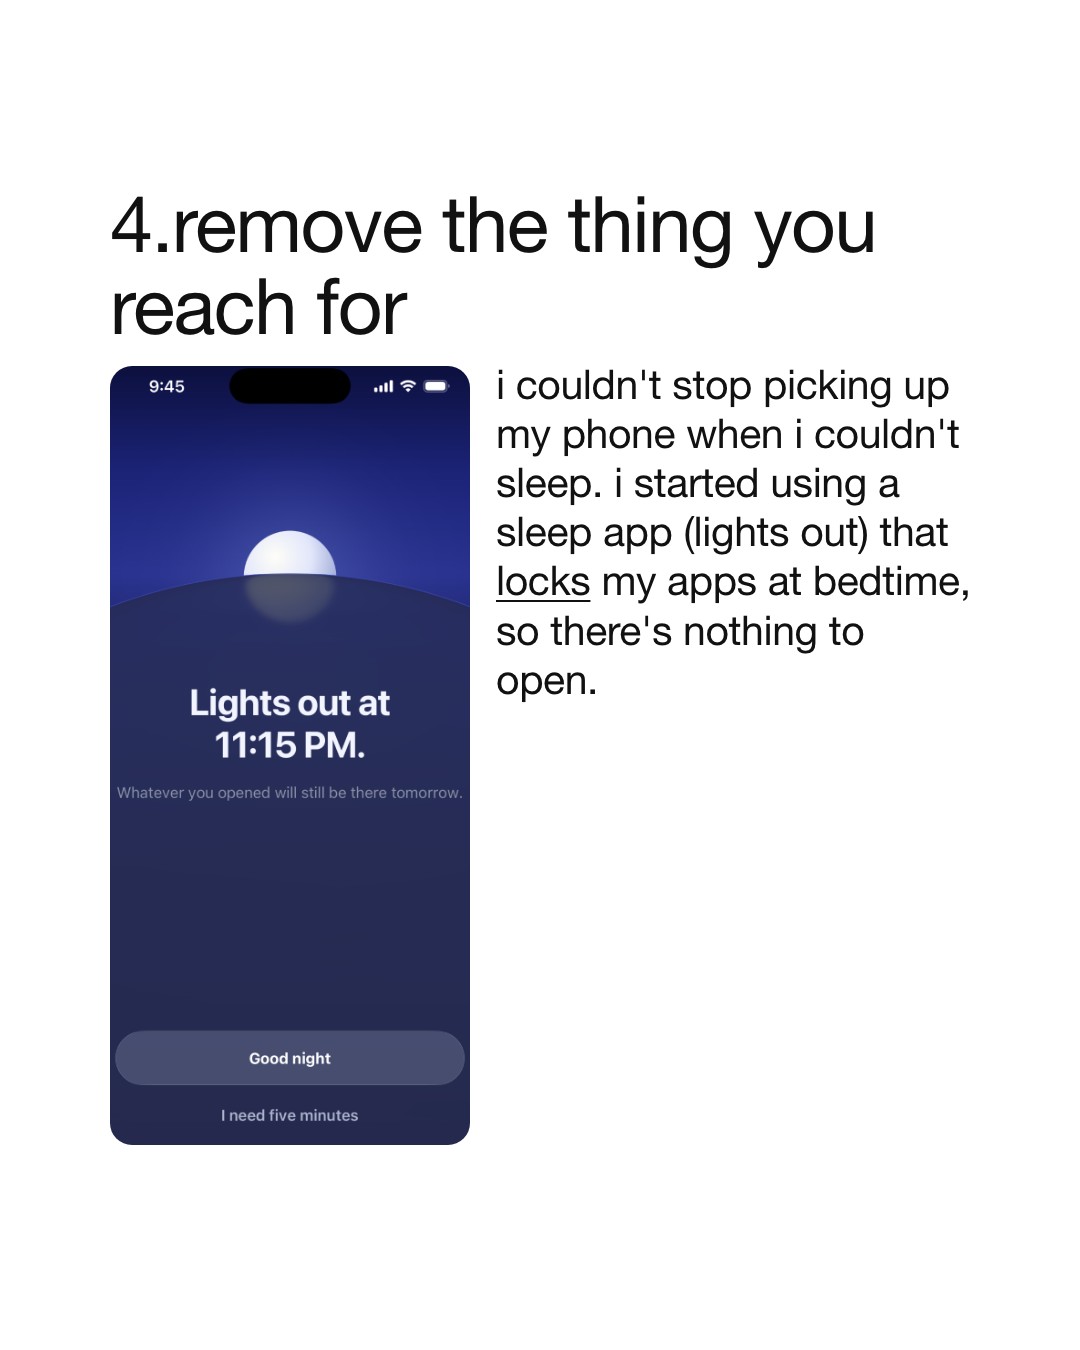 4.remove the thing you
reach for
9:45
Lights out at
11:15 PM.
Whatever you opened will still be there tomorrow.
Good night
I need five minutes
i couldn't stop picking up
my phone when i couldn't
sleep. i started using a
sleep app (lights out) that
locks my apps at bedtime,
so there's nothing to
open.